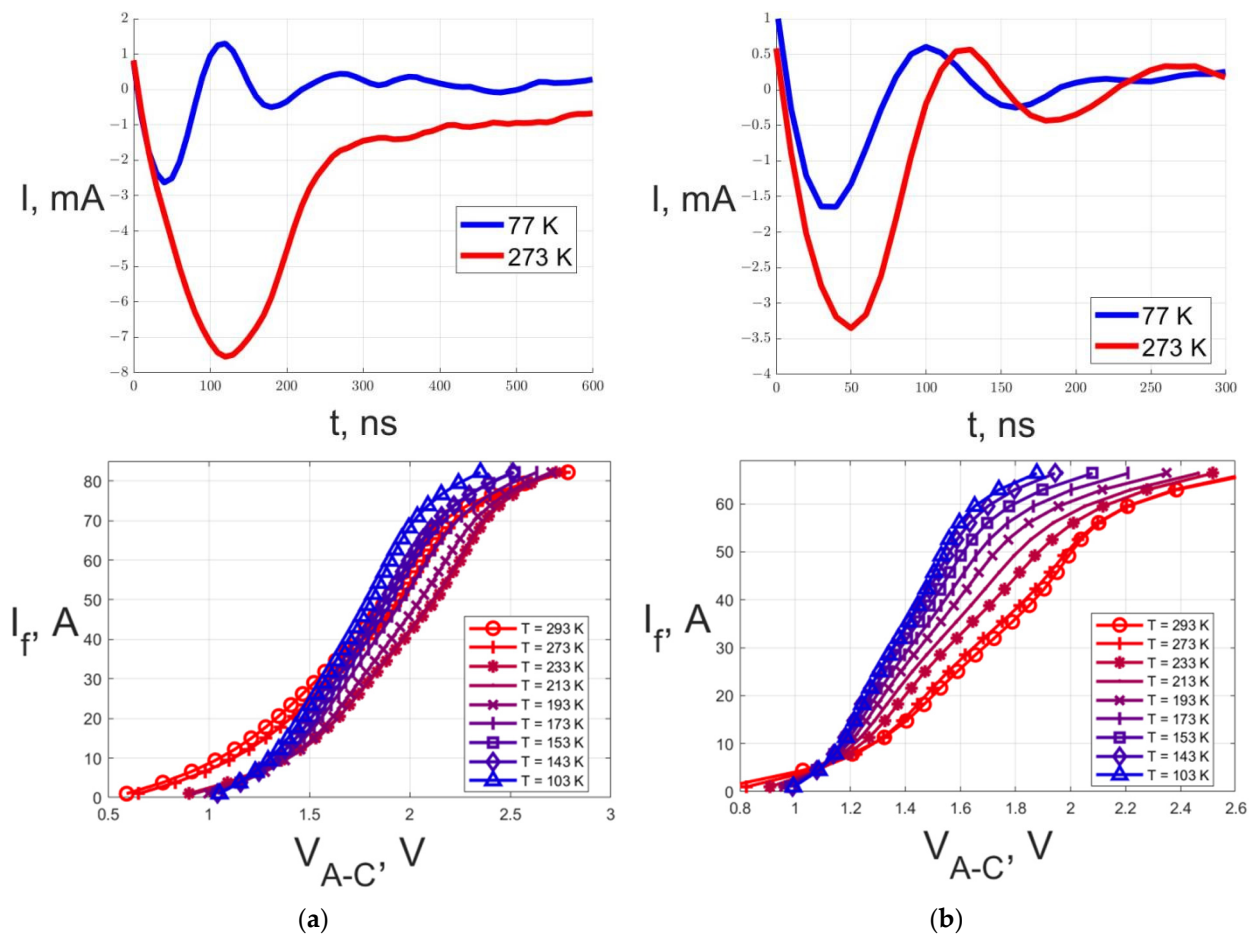 2
1
0
−1
−2
−3
−4
−5
−6
−7
−8
I, mA
77 K
273 K
0
100
200
300
400
500
600
t, ns
1
0.5
0
−0.5
−1
−1.5
−2
−2.5
−3
−3.5
−4
I, mA
77 K
273 K
0
50
100
150
200
250
300
t, ns
80
70
60
50
40
30
20
10
0
I_f, A
T = 293 K
T = 273 K
T = 233 K
T = 213 K
T = 193 K
T = 173 K
T = 153 K
T = 143 K
T = 103 K
0.5
1
1.5
2
2.5
3
V_A-C, V
(a)
60
50
40
30
20
10
0
I_f, A
T = 293 K
T = 273 K
T = 233 K
T = 213 K
T = 193 K
T = 173 K
T = 153 K
T = 143 K
T = 103 K
0.8
1
1.2
1.4
1.6
1.8
2
2.2
2.4
2.6
V_A-C, V
(b)